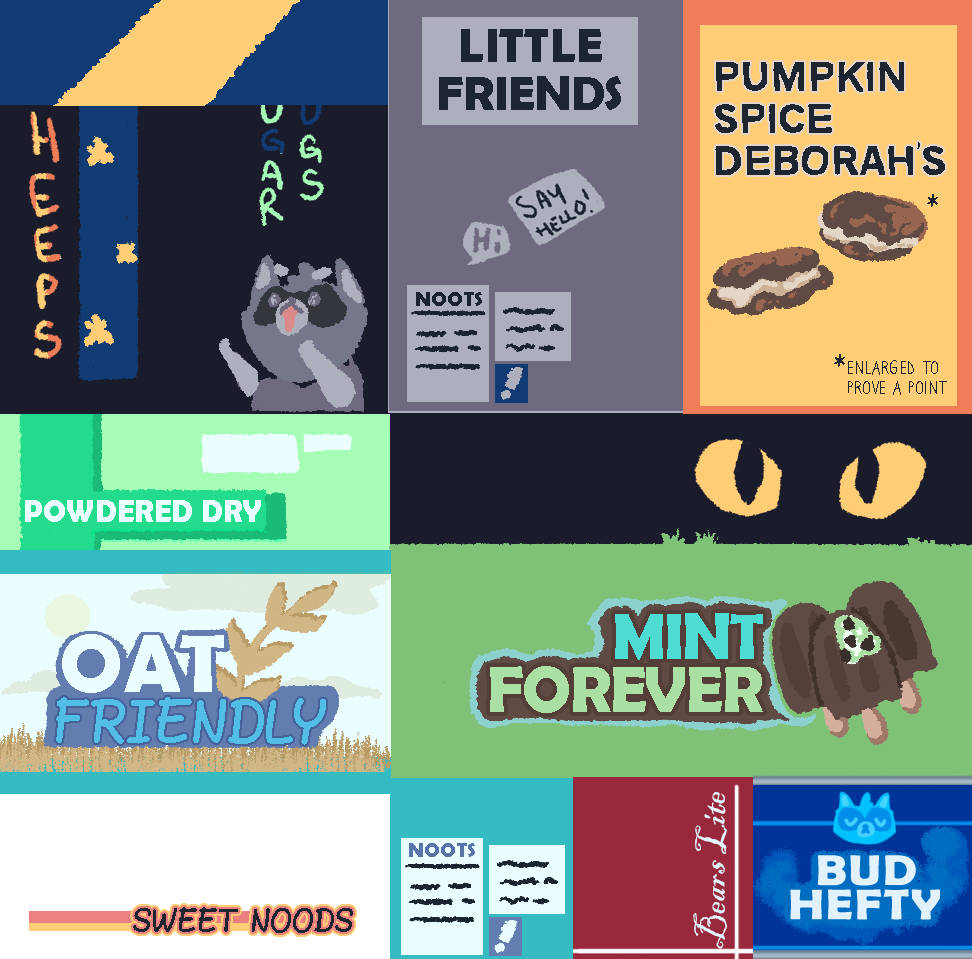 HEEPS
UGAR
UGS
LITTLE
FRIENDS
Hi
SAY
HELLO!
NOOTS
PUMPKIN
SPICE
DEBORAH'S
*
*ENLARGED TO
PROVE A POINT
POWDERED DRY
OAT
FRIENDLY
MINT
FOREVER
SWEET NOODS
NOOTS
Bears Lite
BUD
HEFTY